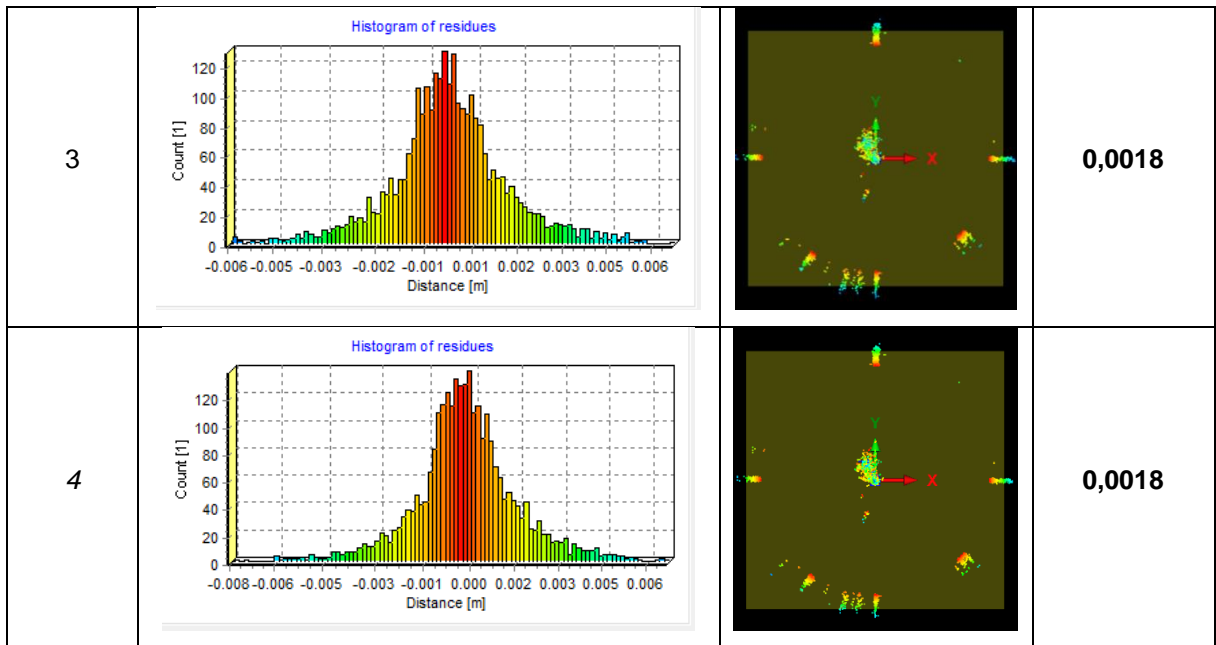 3
Histogram of residues
Count [1]
120
100
80
60
40
20
0
-0.006 -0.005 -0.003 -0.002 -0.001 0.001 0.002 0.003 0.005 0.006
Distance [m]
Y
X
0,0018
4
Histogram of residues
Count [1]
120
100
80
60
40
20
0
-0.008 -0.006 -0.005 -0.003 -0.001 0.000 0.002 0.003 0.005 0.006
Distance [m]
Y
X
0,0018